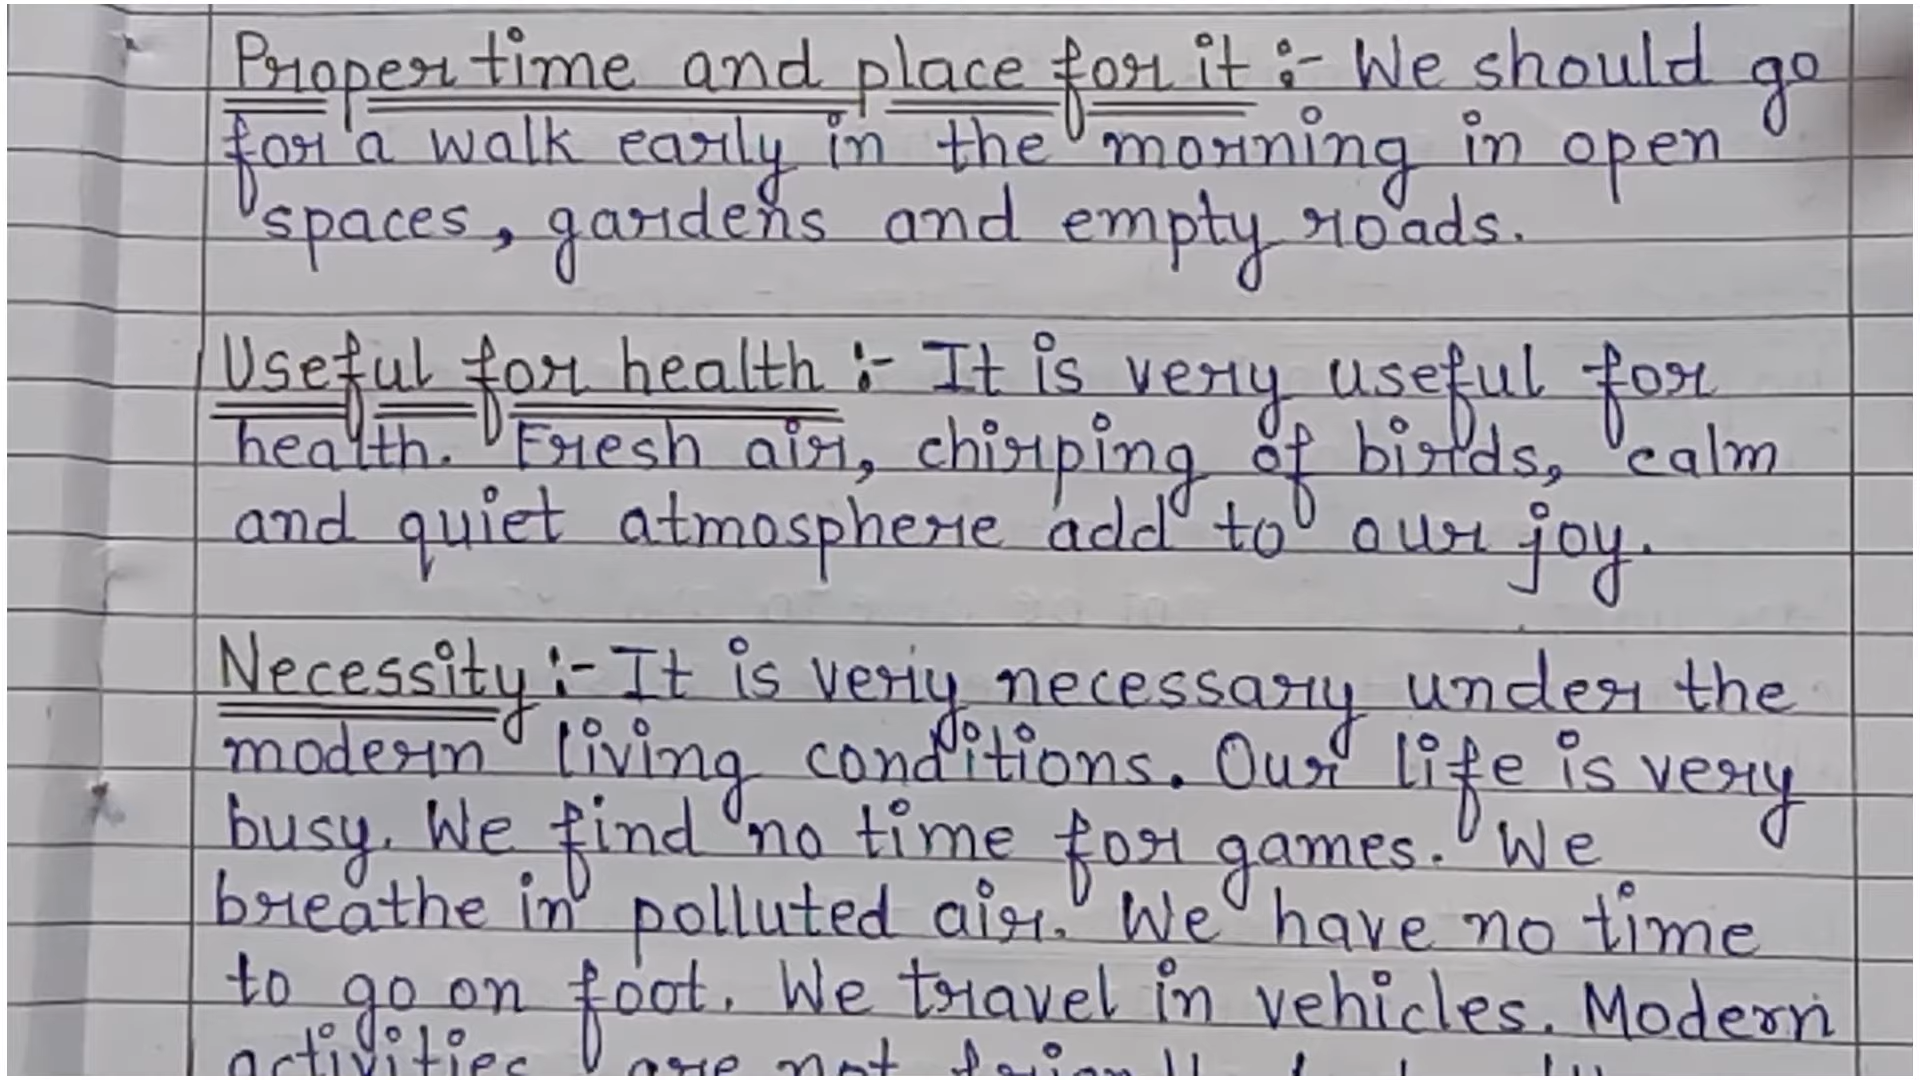 Proper time and place for it :- We should go
for a walk early in the morning in open
spaces, gardens and empty roads.
Useful for health :- It is very useful for
health. Fresh air, chirping of birds, calm
and quiet atmosphere add to our joy.
Necessity :- It is very necessary under the
modern living conditions. Our life is very
busy. We find no time for games. We
breathe in polluted air. We have no time
to go on foot. We travel in vehicles. Modern
activities are not